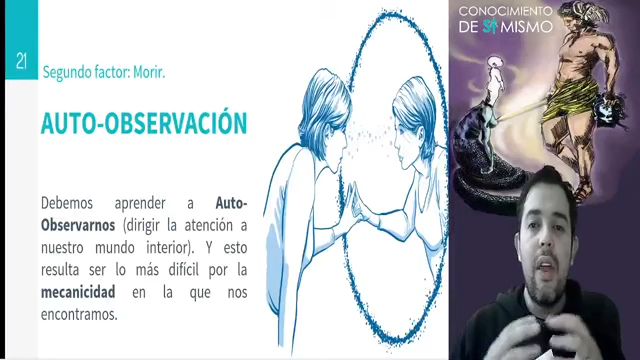 21
Segundo factor: Morir.
AUTO-OBSERVACIÓN
Debemos aprender a Auto-
Observarnos (dirigir la atención a
nuestro mundo interior). Y esto
resulta ser lo más difícil por la
mecanicidad en la que nos
encontramos.
CONOCIMIENTO
DE SÍ MISMO